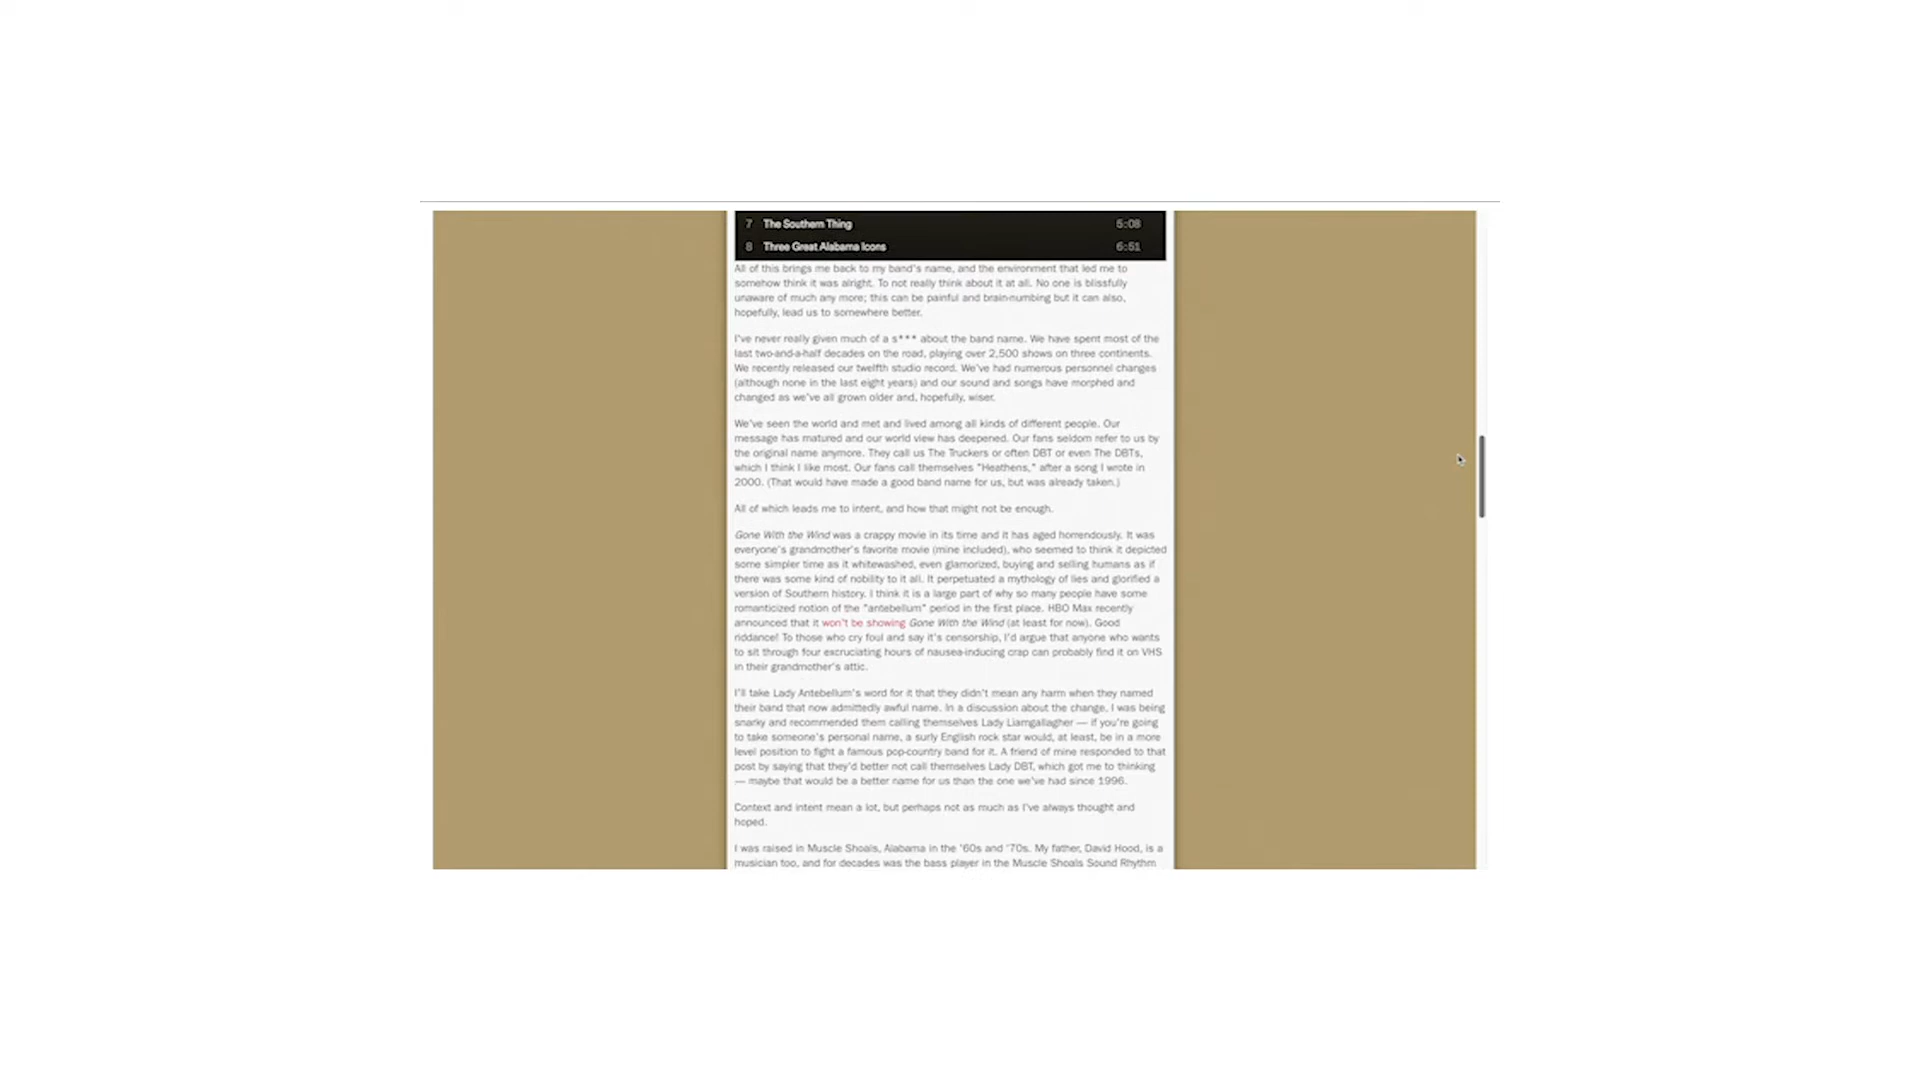 7 The Southern Thing 5:08
8 Three Great Alabama Icons 6:51
All of this brings me back to my band's name, and the environment that led me to
somehow think it was alright. To not really think about it at all. No one is blissfully
unaware of much any more; this can be painful and brain-numbing but it can also,
hopefully, lead us to somewhere better.
I've never really given much of a s*** about the band name. We have spent most of the
last two-and-a-half decades on the road, playing over 2,500 shows on three continents.
We recently released our twelfth studio record. We've had numerous personnel changes
(although none in the last eight years) and our sound and songs have morphed and
changed as we've all grown older and, hopefully, wiser.
We've seen the world and met and lived among all kinds of different people. Our
message has matured and our world view has deepened. Our fans seldom refer to us by
the original name anymore. They call us The Truckers or often DBT or even The DBTs,
which I think I like most. Our fans call themselves "Heathens," after a song I wrote in
2000. (That would have made a good band name for us, but was already taken.)
All of which leads me to intent, and how that might not be enough.
Gone With the Wind was a crappy movie in its time and it has aged horrendously. It was
everyone's grandmother's favorite movie (mine included), who seemed to think it depicted
some simpler time as it whitewashed, even glamorized, buying and selling humans as if
there was some kind of nobility to it all. It perpetuated a mythology of lies and glorified a
version of Southern history. I think it is a large part of why so many people have some
romanticized notion of the "antebellum" period in the first place. HBO Max recently
announced that it won't be showing Gone With the Wind (at least for now). Good
riddance! To those who cry foul and say it's censorship, I'd argue that anyone who wants
to sit through four excruciating hours of nausea-inducing crap can probably find it on VHS
in their grandmother's attic.
I'll take Lady Antebellum's word for it that they didn't mean any harm when they named
their band that now admittedly awful name. In a discussion about the change, I was being
snarky and recommended them calling themselves Lady Liamgallagher — if you're going
to take someone's personal name, a surly English rock star would, at least, be in a more
level position to fight a famous pop-country band for it. A friend of mine responded to that
post by saying that they'd better not call themselves Lady DBT, which got me to thinking
— maybe that would be a better name for us than the one we've had since 1996.
Context and intent mean a lot, but perhaps not as much as I've always thought and
hoped.
I was raised in Muscle Shoals, Alabama in the '60s and '70s. My father, David Hood, is a
musician too, and for decades was the bass player in the Muscle Shoals Sound Rhythm